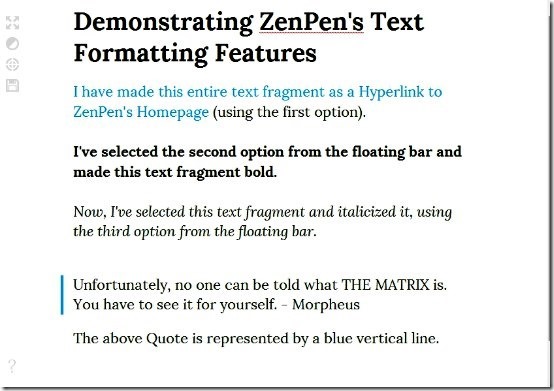 Demonstrating ZenPen's Text
Formatting Features
I have made this entire text fragment as a Hyperlink to
ZenPen's Homepage (using the first option).
I've selected the second option from the floating bar and
made this text fragment bold.
Now, I've selected this text fragment and italicized it, using
the third option from the floating bar.
Unfortunately, no one can be told what THE MATRIX is.
You have to see it for yourself. - Morpheus
The above Quote is represented by a blue vertical line.
?